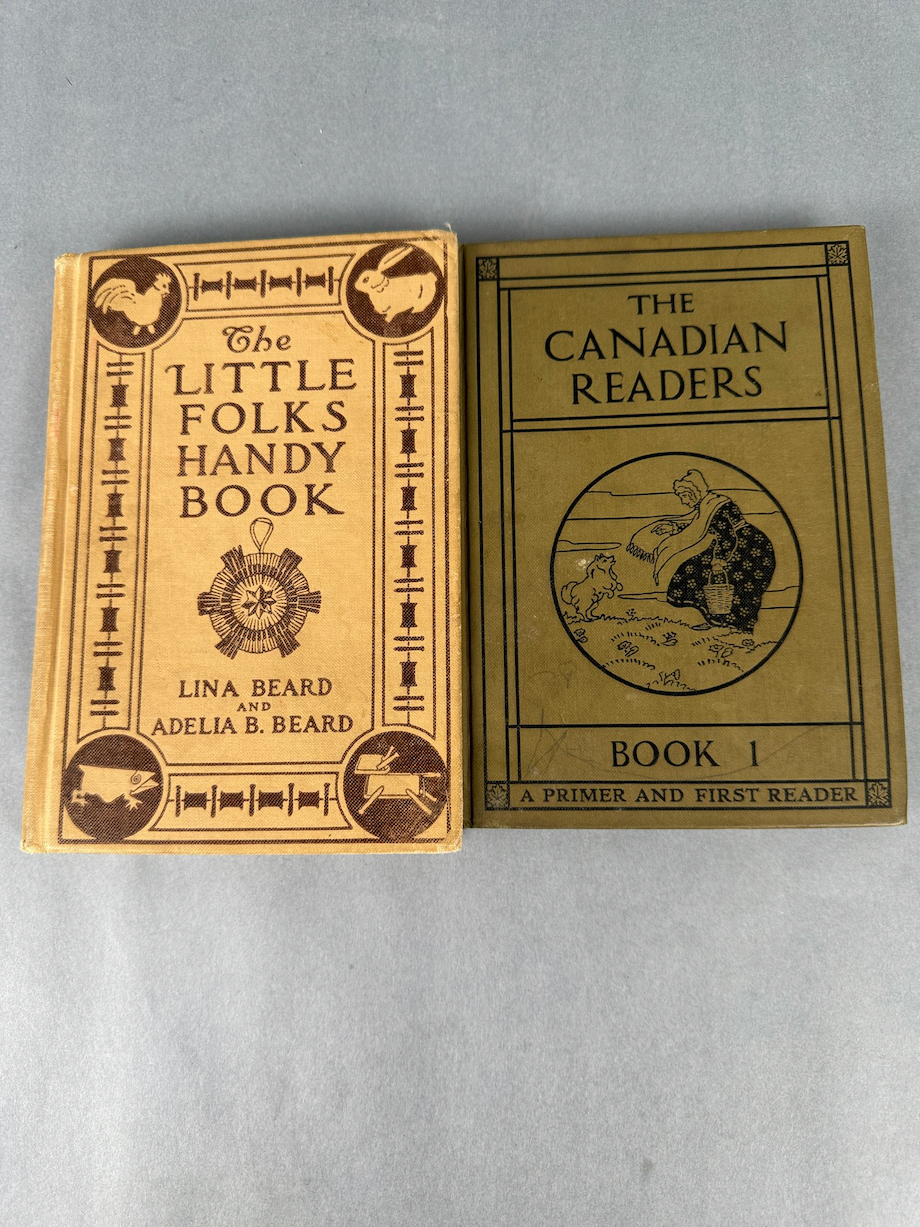 The
LITTLE
FOLKS
HANDY
BOOK
LINA BEARD
AND
ADELIA B. BEARD
THE
CANADIAN
READERS
BOOK 1
A PRIMER AND FIRST READER